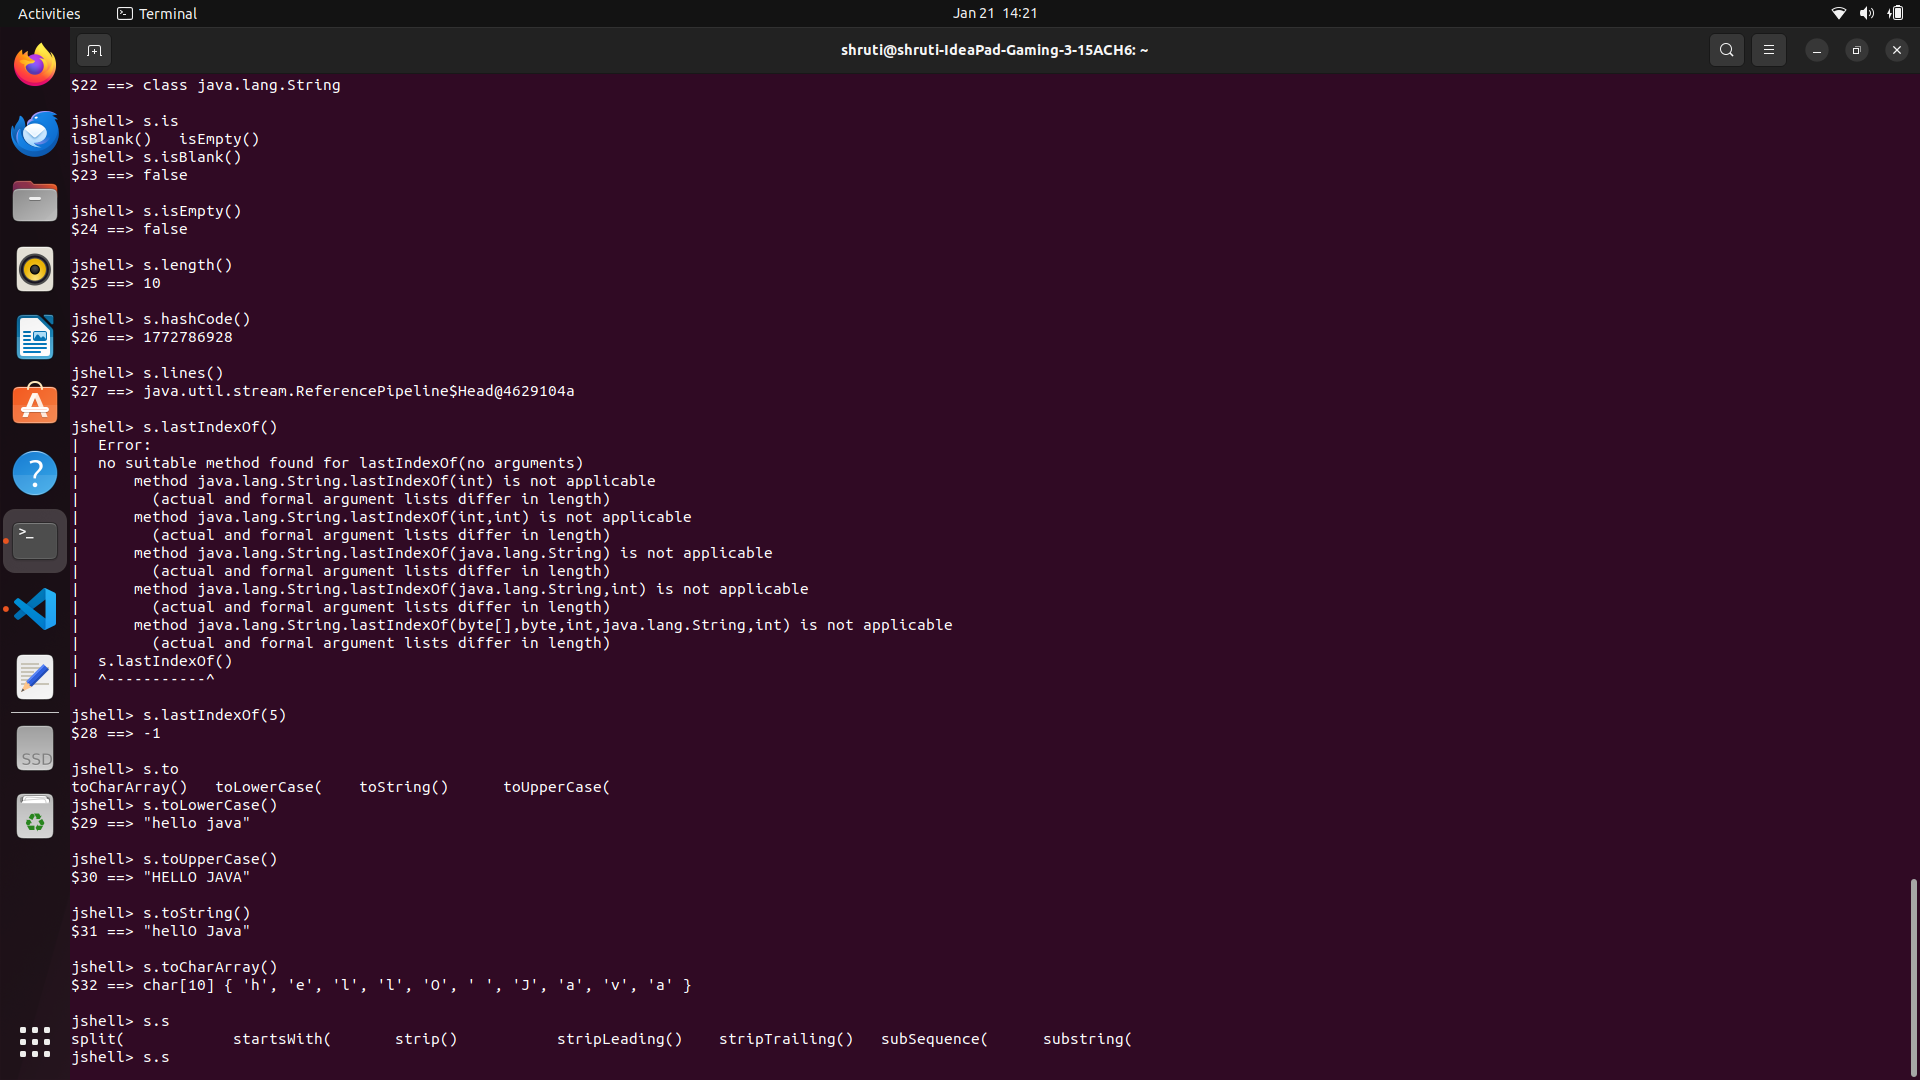 Activities Terminal Jan 21 14:21
shruti@shruti-IdeaPad-Gaming-3-15ACH6: ~
$22 ==> class java.lang.String
jshell> s.is
isBlank()   isEmpty()
jshell> s.isBlank()
$23 ==> false
jshell> s.isEmpty()
$24 ==> false
jshell> s.length()
$25 ==> 10
jshell> s.hashCode()
$26 ==> 1772786928
jshell> s.lines()
$27 ==> java.util.stream.ReferencePipeline$Head@4629104a
jshell> s.lastIndexOf()
|  Error:
|  no suitable method found for lastIndexOf(no arguments)
|      method java.lang.String.lastIndexOf(int) is not applicable
|        (actual and formal argument lists differ in length)
|      method java.lang.String.lastIndexOf(int,int) is not applicable
|        (actual and formal argument lists differ in length)
|      method java.lang.String.lastIndexOf(java.lang.String) is not applicable
|        (actual and formal argument lists differ in length)
|      method java.lang.String.lastIndexOf(java.lang.String,int) is not applicable
|        (actual and formal argument lists differ in length)
|      method java.lang.String.lastIndexOf(byte[],byte,int,java.lang.String,int) is not applicable
|        (actual and formal argument lists differ in length)
|  s.lastIndexOf()
|  ^-----------^
jshell> s.lastIndexOf(5)
$28 ==> -1
jshell> s.to
toCharArray()   toLowerCase(    toString()      toUpperCase(
jshell> s.toLowerCase()
$29 ==> "hello java"
jshell> s.toUpperCase()
$30 ==> "HELLO JAVA"
jshell> s.toString()
$31 ==> "hellO Java"
jshell> s.toCharArray()
$32 ==> char[10] { 'h', 'e', 'l', 'l', 'O', ' ', 'J', 'a', 'v', 'a' }
jshell> s.s
split(            startsWith(       strip()           stripLeading()    stripTrailing()   subSequence(      substring(
jshell> s.s
SSD